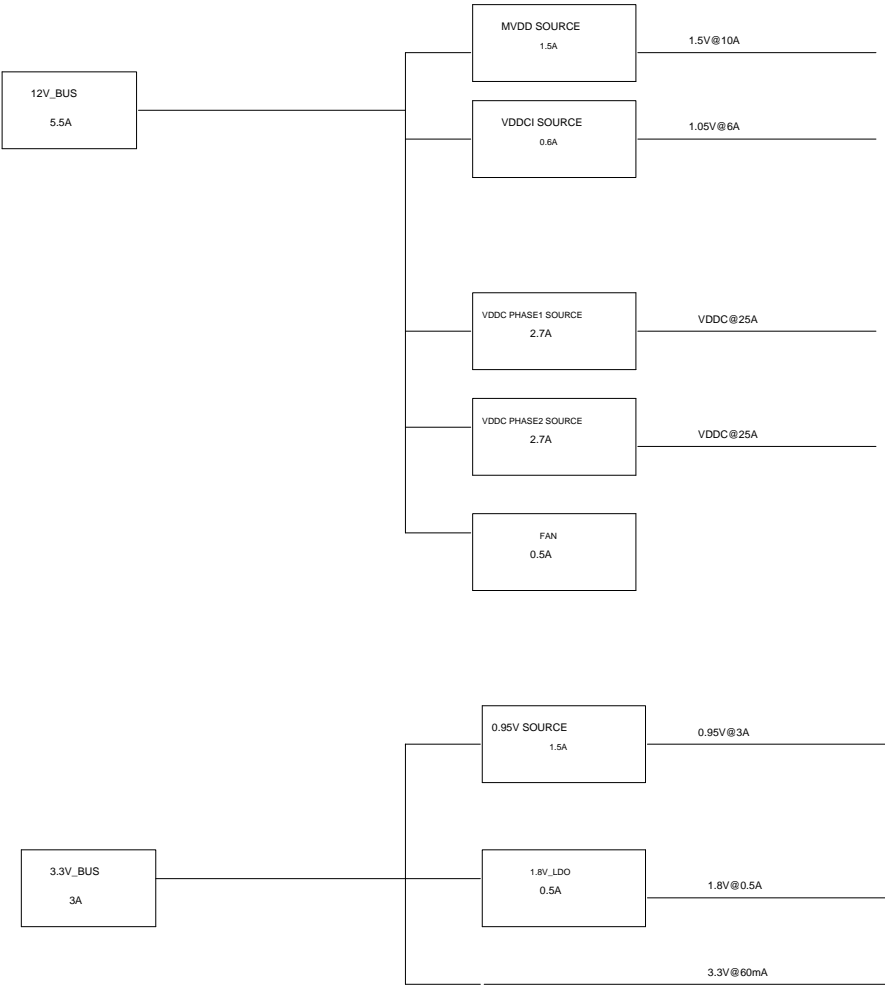 MVDD SOURCE
1.5A
1.5V@10A
12V_BUS
5.5A
VDDCI SOURCE
0.6A
1.05V@6A
VDDC PHASE1 SOURCE
2.7A
VDDC@25A
VDDC PHASE2 SOURCE
2.7A
VDDC@25A
FAN
0.5A
0.95V SOURCE
1.5A
0.95V@3A
3.3V_BUS
3A
1.8V_LDO
0.5A
1.8V@0.5A
3.3V@60mA